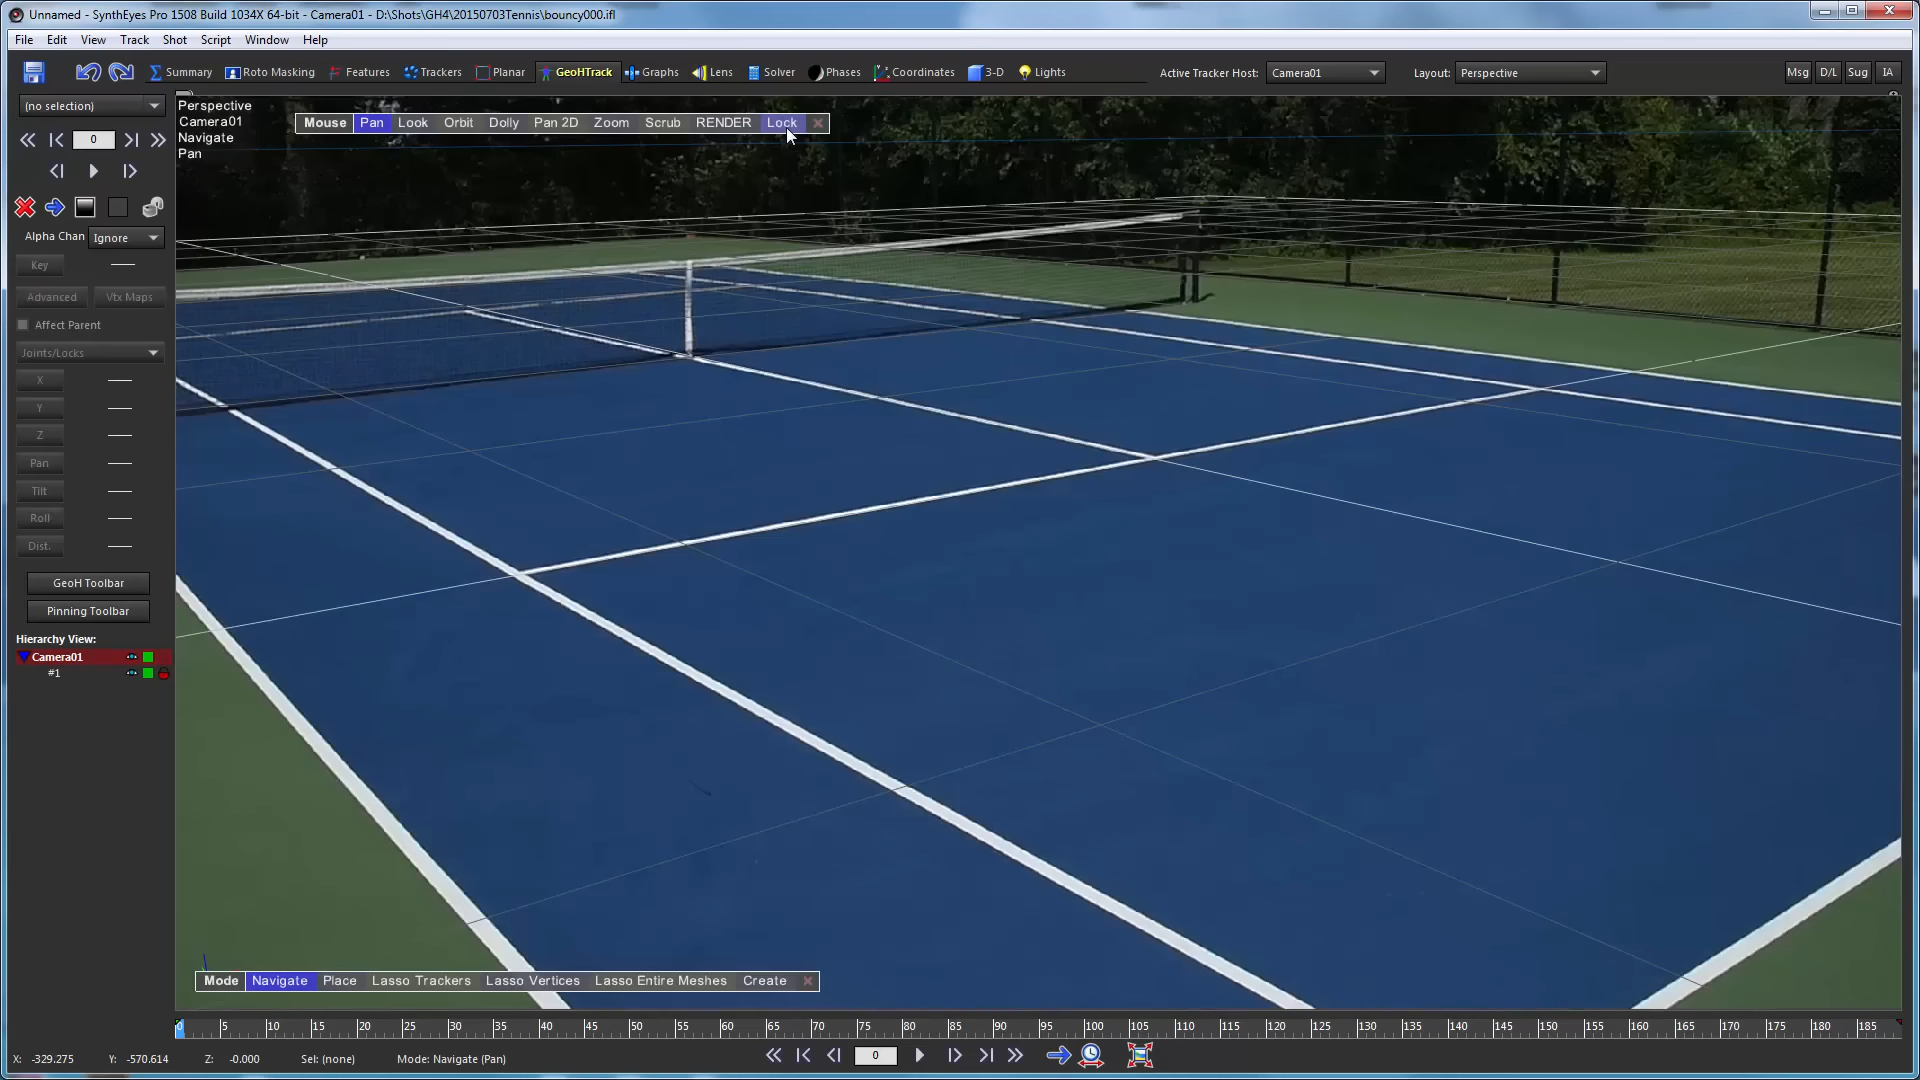 Unnamed - SynthEyes Pro 1508 Build 1034X 64-bit - Camera01 - D:\Shots\GH4\20150703Tennis\bouncy000.ifl
File Edit View Track Shot Script Window Help
Summary Roto Masking Features Trackers Planar GeoHTrack Graphs Lens Solver Phases Coordinates 3-D Lights Active Tracker Host: Camera01 Layout: Perspective Msg D/L Sug IA
(no selection)
0
Alpha Chan Ignore
Key
Advanced Vtx Maps
Affect Parent
Joints/Locks
X
Y
Z
Pan
Tilt
Roll
Dist.
GeoH Toolbar
Pinning Toolbar
Hierarchy View:
Camera01
#1
Perspective
Camera01
Navigate
Pan
Mouse Pan Look Orbit Dolly Pan 2D Zoom Scrub RENDER Lock
Mode Navigate Place Lasso Trackers Lasso Vertices Lasso Entire Meshes Create
0 5 10 15 20 25 30 35 40 45 50 55 60 65 70 75 80 85 90 95 100 105 110 115 120 125 130 135 140 145 150 155 160 165 170 175 180 185
X: -329.275 Y: -570.614 Z: -0.000 Sel: (none) Mode: Navigate (Pan) 0